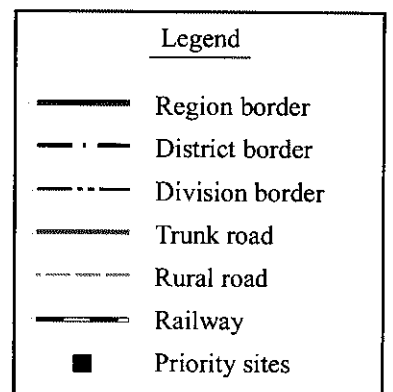 Legend
Region border
District border
Division border
Trunk road
Rural road
Railway
Priority sites